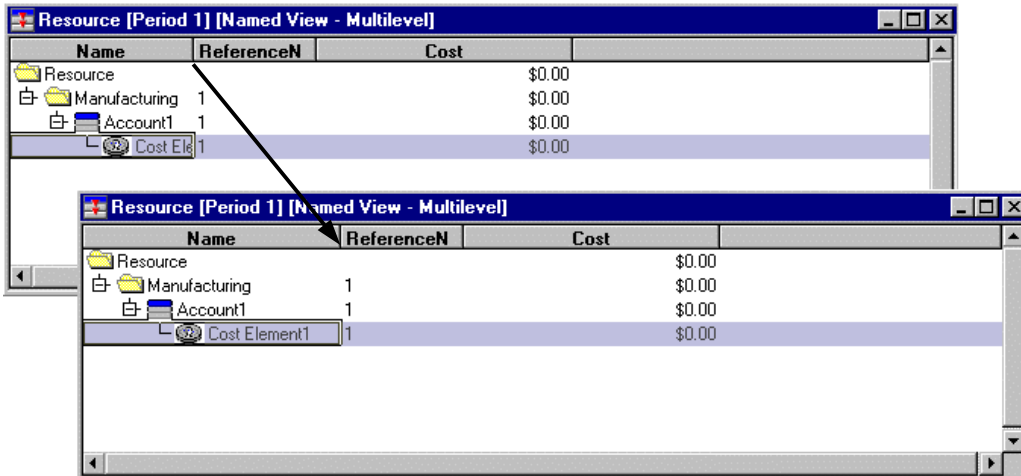 Resource [Period 1] [Named View - Multilevel]
Name ReferenceN Cost
Resource $0.00
Manufacturing 1 $0.00
Account1 1 $0.00
Cost Ele 1 $0.00
Resource [Period 1] [Named View - Multilevel]
Name ReferenceN Cost
Resource $0.00
Manufacturing 1 $0.00
Account1 1 $0.00
Cost Element1 1 $0.00